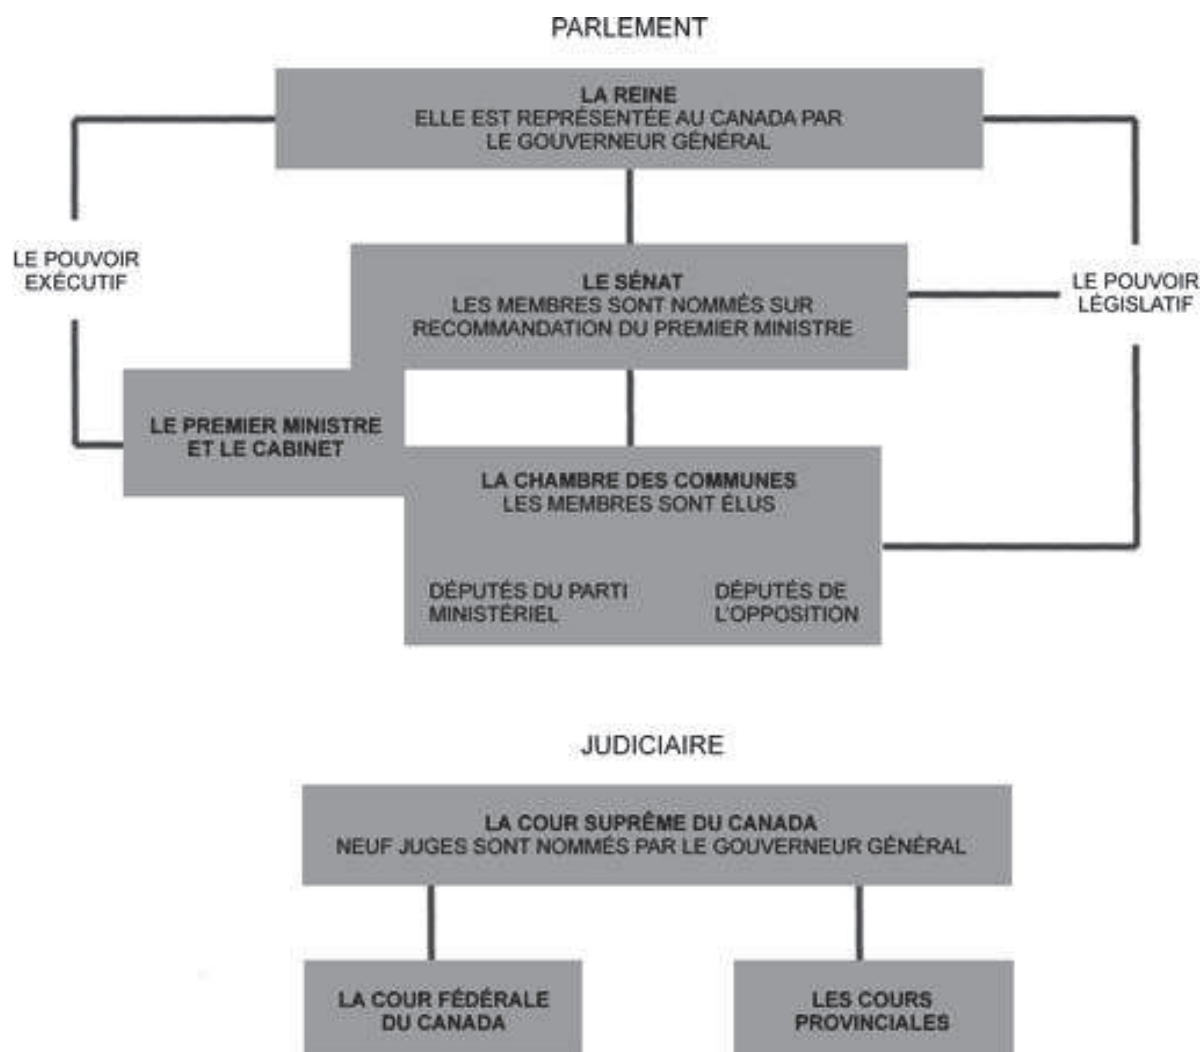 PARLEMENT
LA REINE
ELLE EST REPRÉSENTÉE AU CANADA PAR
LE GOUVERNEUR GÉNÉRAL
LE POUVOIR
EXÉCUTIF
LE SÉNAT
LES MEMBRES SONT NOMMÉS SUR
RECOMMANDATION DU PREMIER MINISTRE
LE POUVOIR
LÉGISLATIF
LE PREMIER MINISTRE
ET LE CABINET
LA CHAMBRE DES COMMUNES
LES MEMBRES SONT ÉLUS
DÉPUTÉS DU PARTI
MINISTÉRIEL
DÉPUTÉS DE
L'OPPOSITION
JUDICIAIRE
LA COUR SUPRÊME DU CANADA
NEUF JUGES SONT NOMMÉS PAR LE GOUVERNEUR GÉNÉRAL
LA COUR FÉDÉRALE
DU CANADA
LES COURS
PROVINCIALES